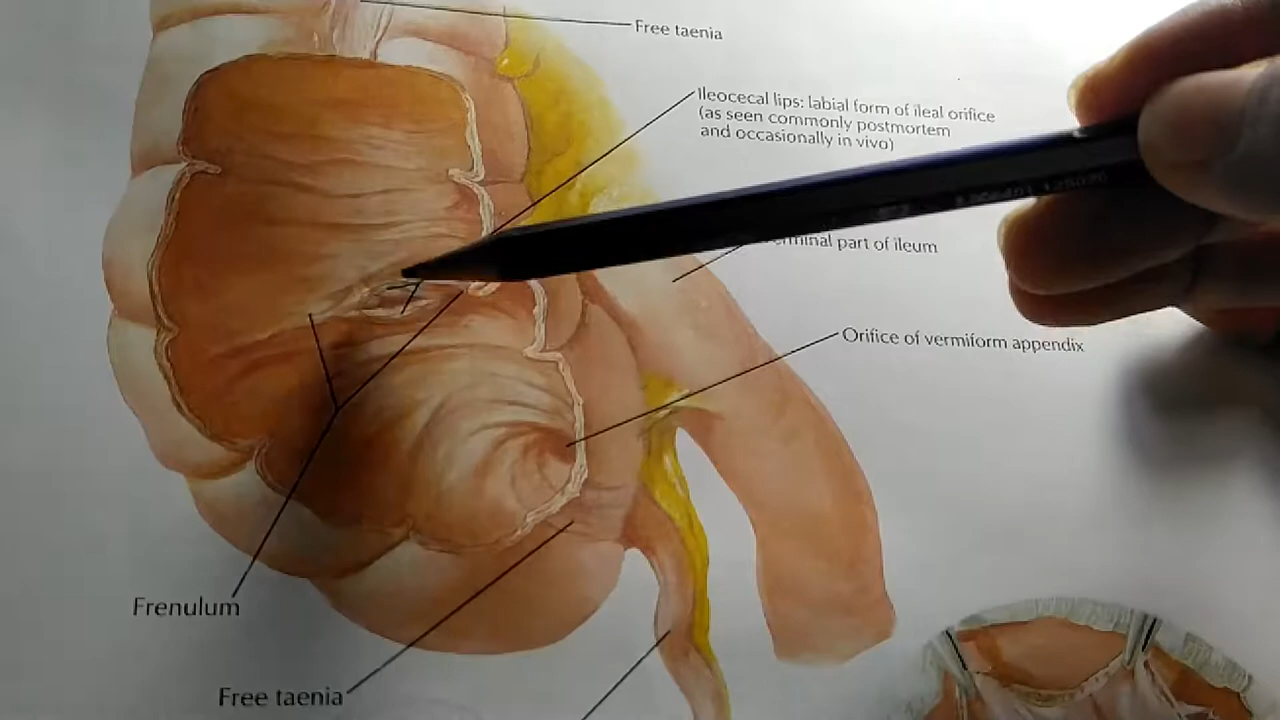 Free taenia
Ileocecal lips: labial form of ileal orifice
(as seen commonly postmortem
and occasionally in vivo)
part of ileum
Orifice of vermiform appendix
Frenulum
Free taenia